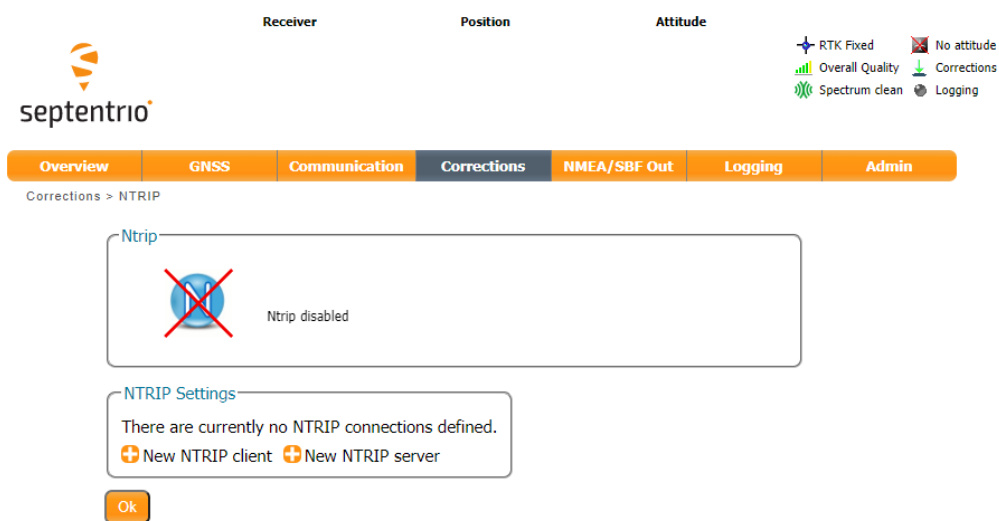 Receiver Position Attitude
RTK Fixed No attitude
Overall Quality Corrections
Spectrum clean Logging
septentrio
Overview GNSS Communication Corrections NMEA/SBF Out Logging Admin
Corrections > NTRIP
Ntrip
N
Ntrip disabled
NTRIP Settings
There are currently no NTRIP connections defined.
New NTRIP client New NTRIP server
Ok